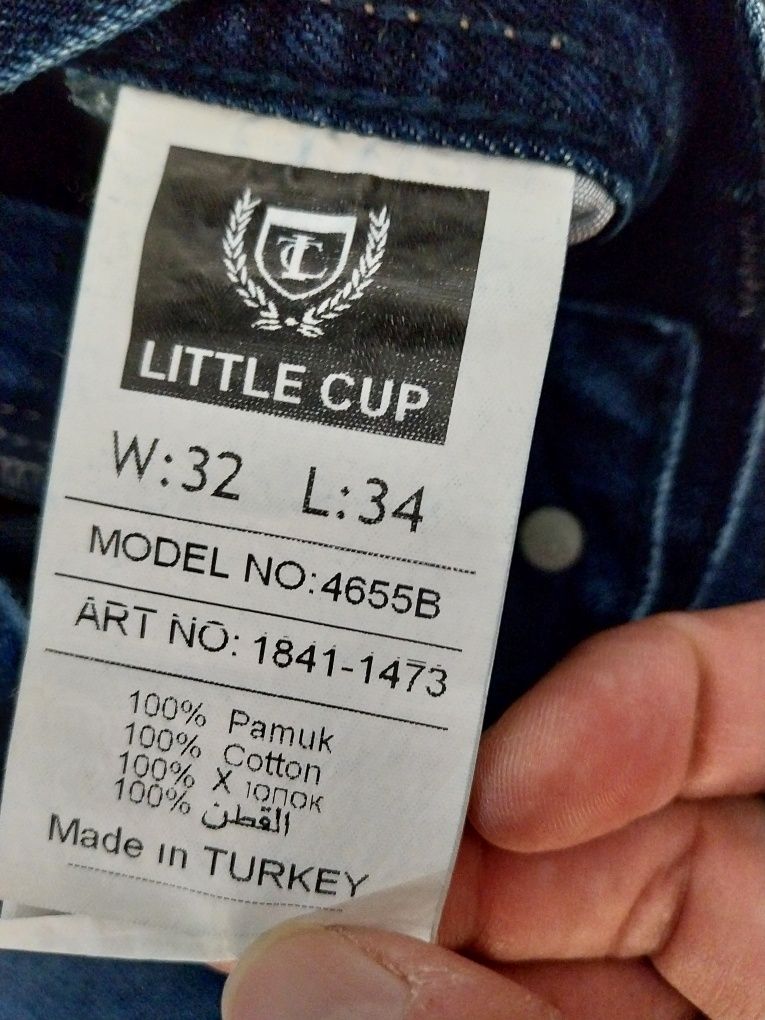 LITTLE CUP
W:32 L:34
MODEL NO:4655B
ART NO: 1841-1473
100% Pamuk
100% Cotton
100% Хлопок
100% القطن
Made in TURKEY